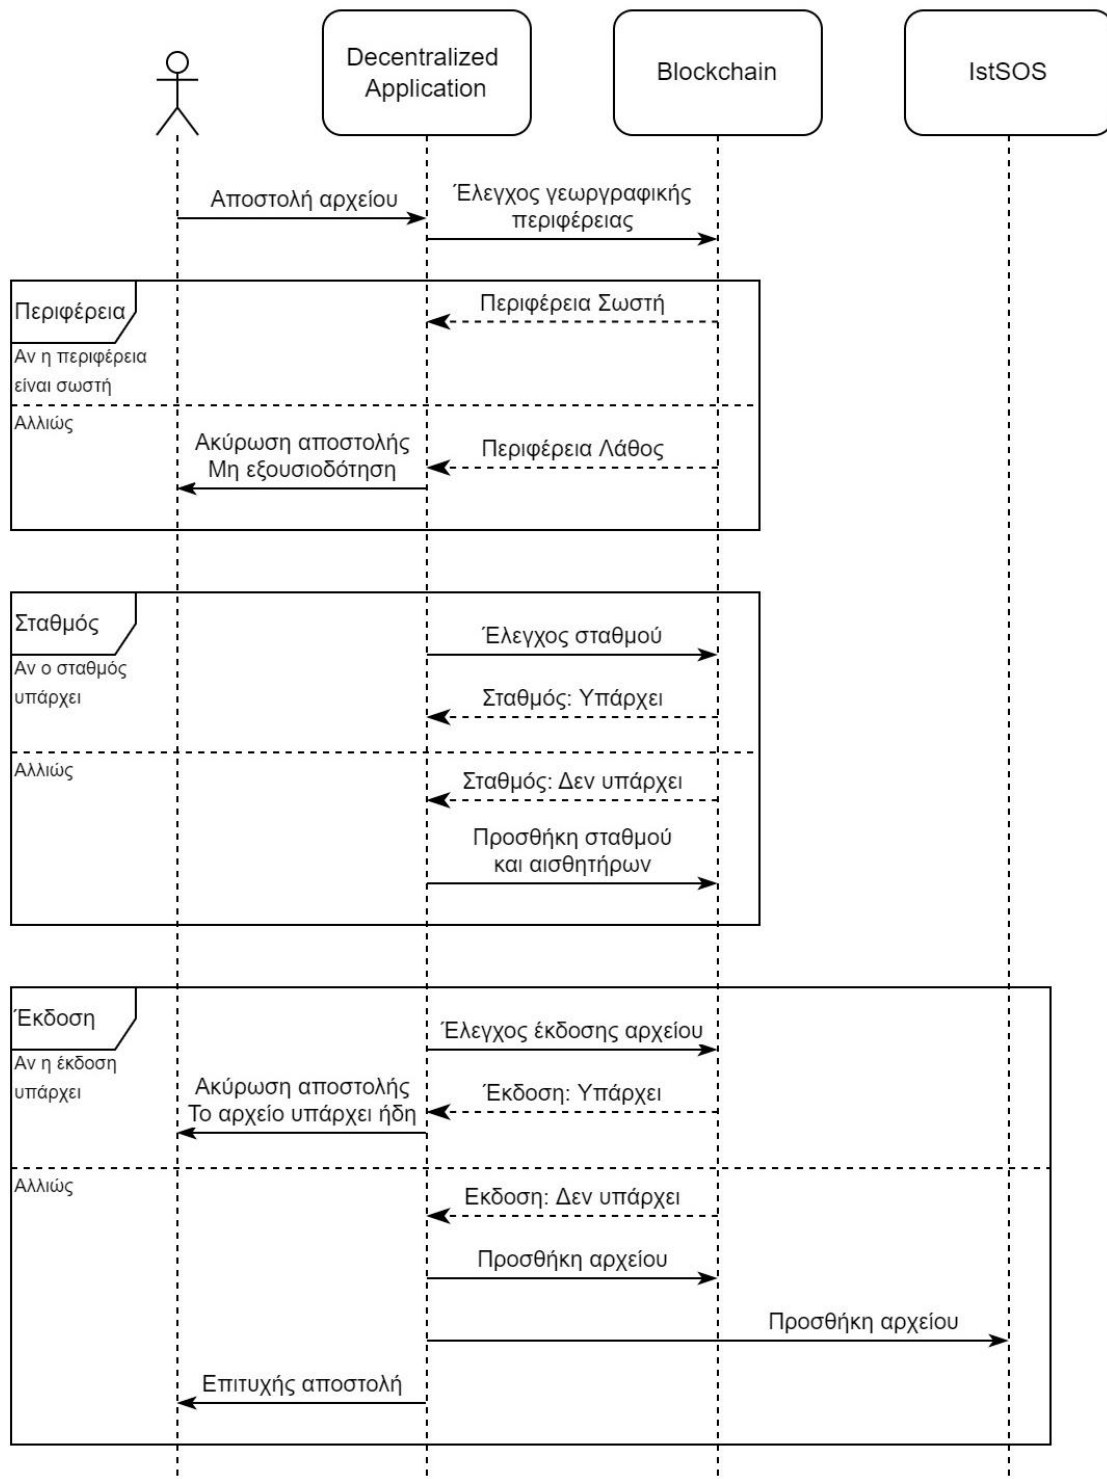 Decentralized
Application
Blockchain
IstSOS
Αποστολή αρχείου
Έλεγχος γεωργραφικής
περιφέρειας
Περιφέρεια
Περιφέρεια Σωστή
Αν η περιφέρεια
είναι σωστή
Αλλιώς
Ακύρωση αποστολής
Μη εξουσιοδότηση
Περιφέρεια Λάθος
Σταθμός
Έλεγχος σταθμού
Αν ο σταθμός
υπάρχει
Σταθμός: Υπάρχει
Αλλιώς
Σταθμός: Δεν υπάρχει
Προσθήκη σταθμού
και αισθητήρων
Έκδοση
Έλεγχος έκδοσης αρχείου
Αν η έκδοση
υπάρχει
Ακύρωση αποστολής
Το αρχείο υπάρχει ήδη
Έκδοση: Υπάρχει
Αλλιώς
Εκδοση: Δεν υπάρχει
Προσθήκη αρχείου
Προσθήκη αρχείου
Επιτυχής αποστολή